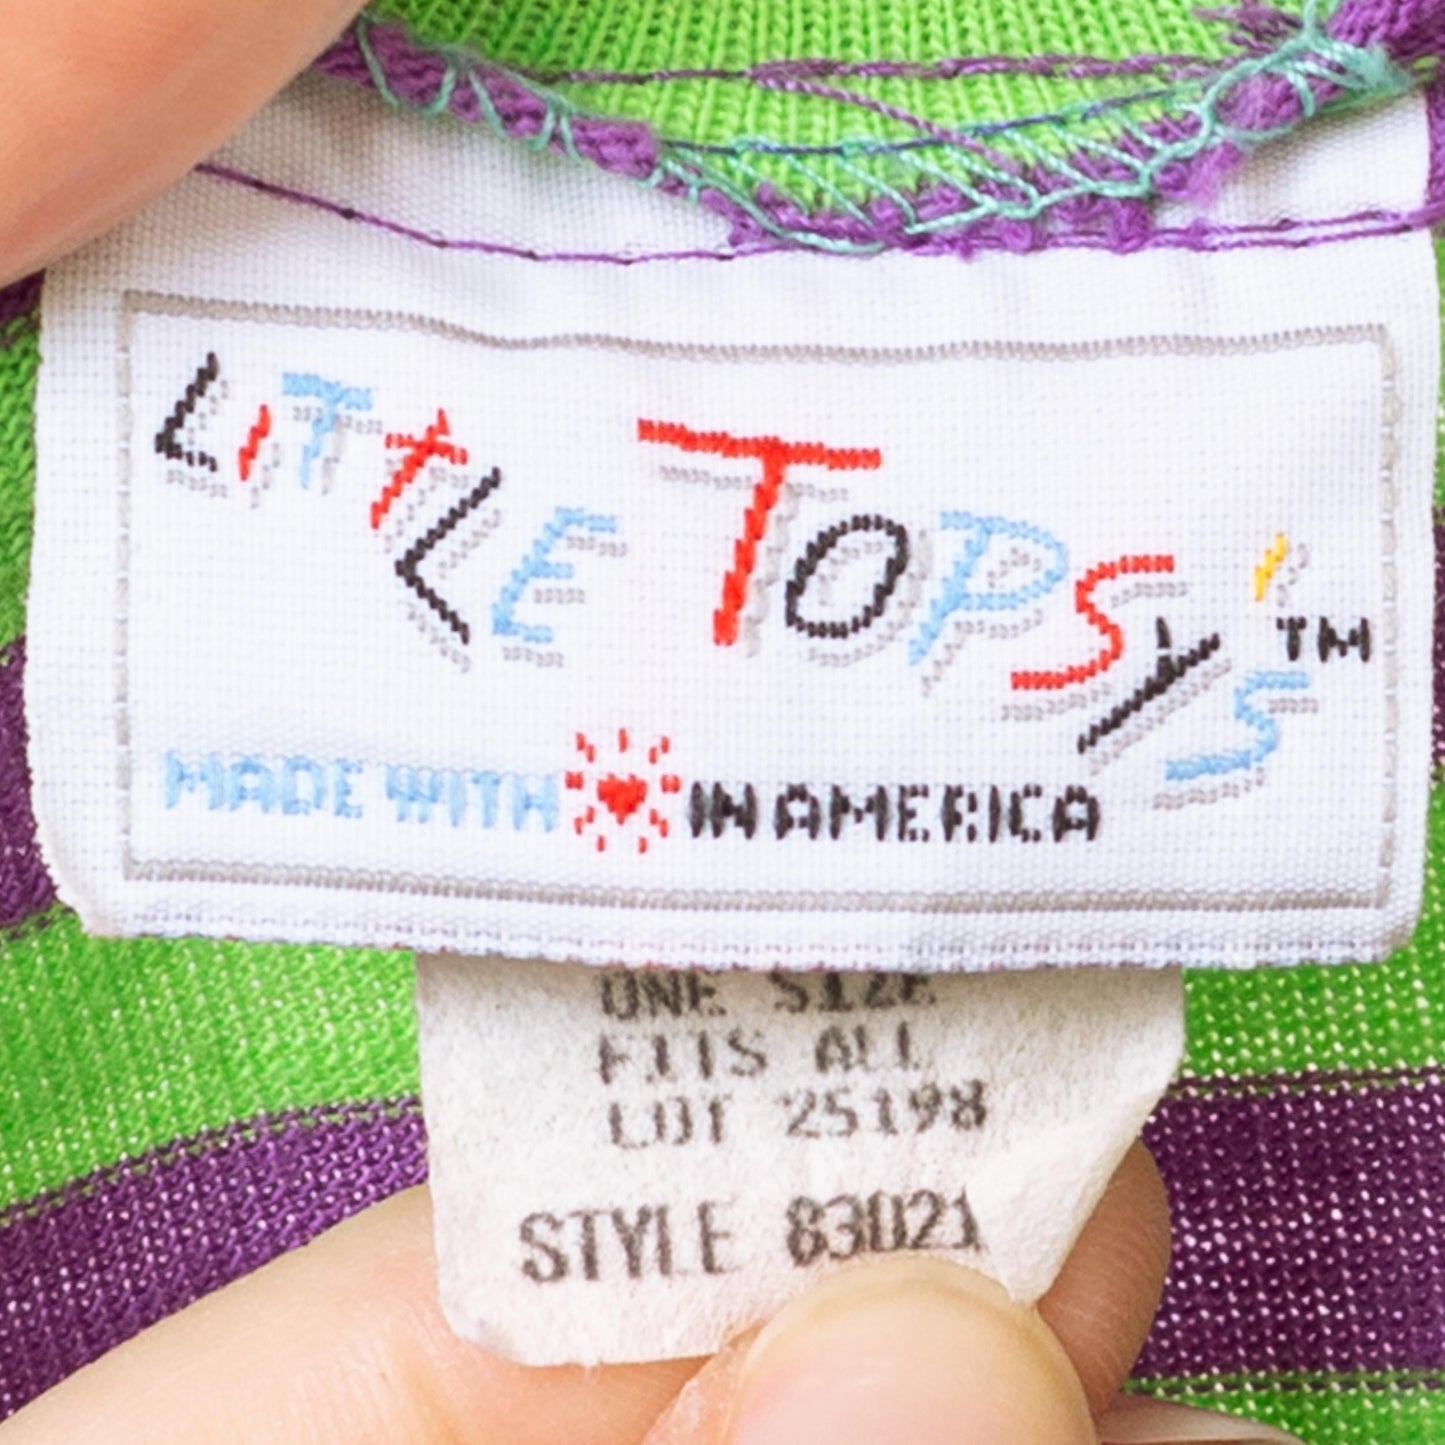 LITTLE TOPSY'S™
MADE WITH IN AMERICA
ONE SIZE
FITS ALL
LOT 25198
STYLE 83021